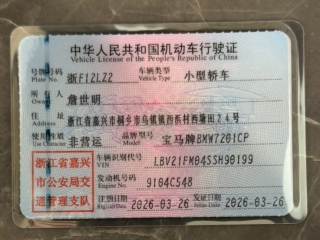 中华人民共和国机动车行驶证
Vehicle License of the People's Republic of China
号牌号码 浙F12LZ2 车辆类型 小型轿车
Plate No. Vehicle Type
所有人 詹世明
Owner
住址 浙江省嘉兴市桐乡市乌镇镇西浜村西埭田24号
Address
使用性质 非营运 品牌型号 宝马牌BMW7201CP
Use Character Model
浙江省嘉兴
市公安局交
通管理支队
车辆识别代号 LBV21FM04SSH90199
VIN
发动机号码 9104C548
Engine No.
注册日期 2026-03-26 发证日期 2026-03-26
Register Date Issue Date